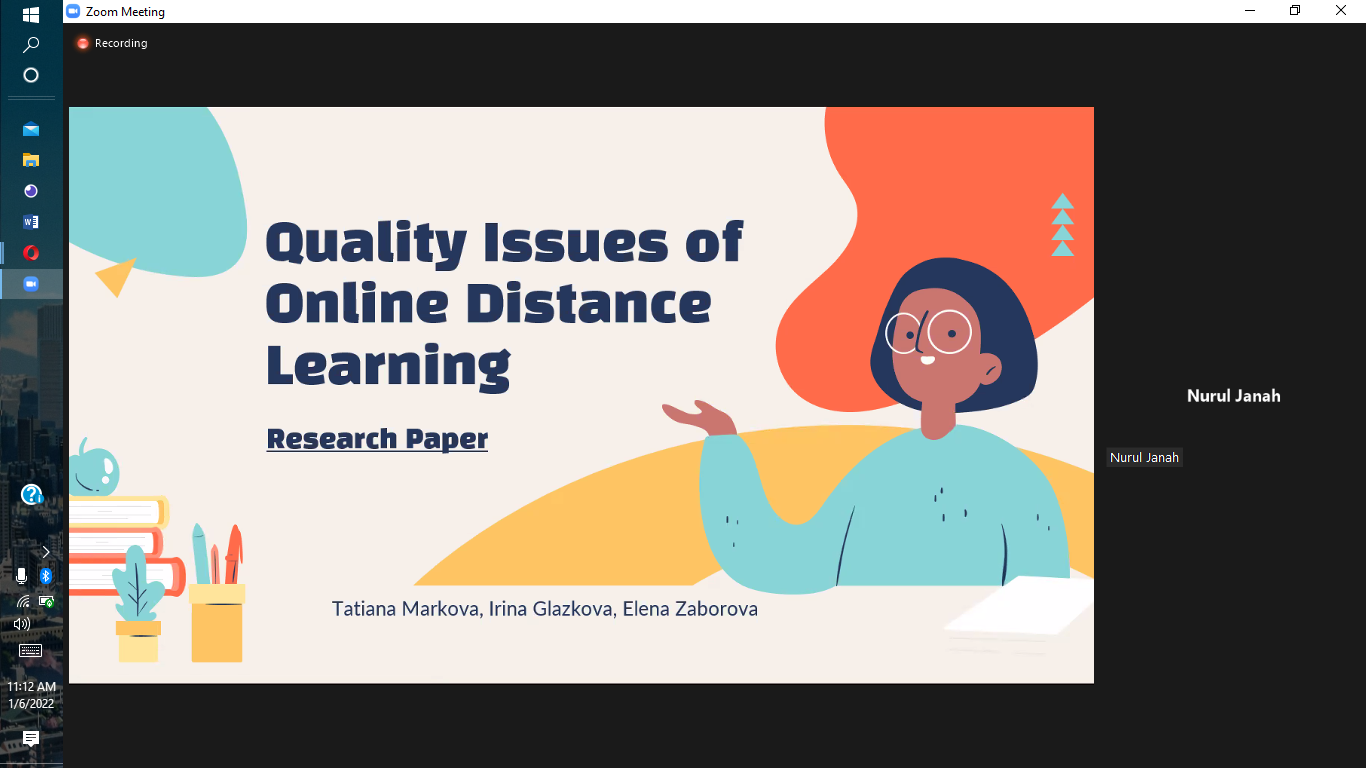 Zoom Meeting
Recording
Quality Issues of
Online Distance
Learning
Research Paper
Tatiana Markova, Irina Glazkova, Elena Zaborova
Nurul Janah
Nurul Janah
11:12 AM
1/6/2022